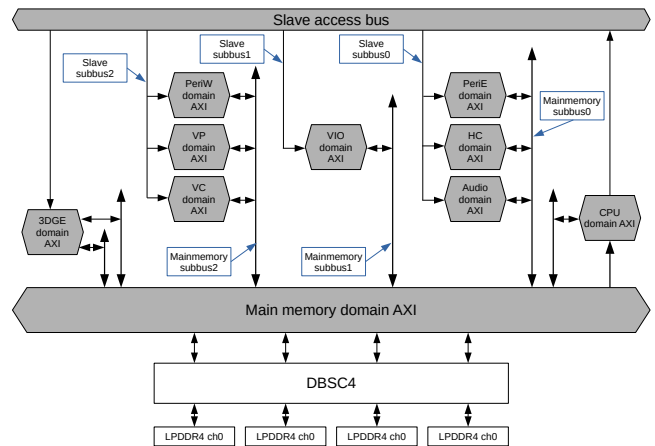 Slave access bus
Slave
subbus2
Slave
subbus1
Slave
subbus0
PeriW
domain
AXI
PeriE
domain
AXI
Mainmemory
subbus0
VP
domain
AXI
VIO
domain
AXI
HC
domain
AXI
VC
domain
AXI
Audio
domain
AXI
3DGE
domain
AXI
CPU
domain AXI
Mainmemory
subbus2
Mainmemory
subbus1
Main memory domain AXI
DBSC4
LPDDR4 ch0
LPDDR4 ch0
LPDDR4 ch0
LPDDR4 ch0